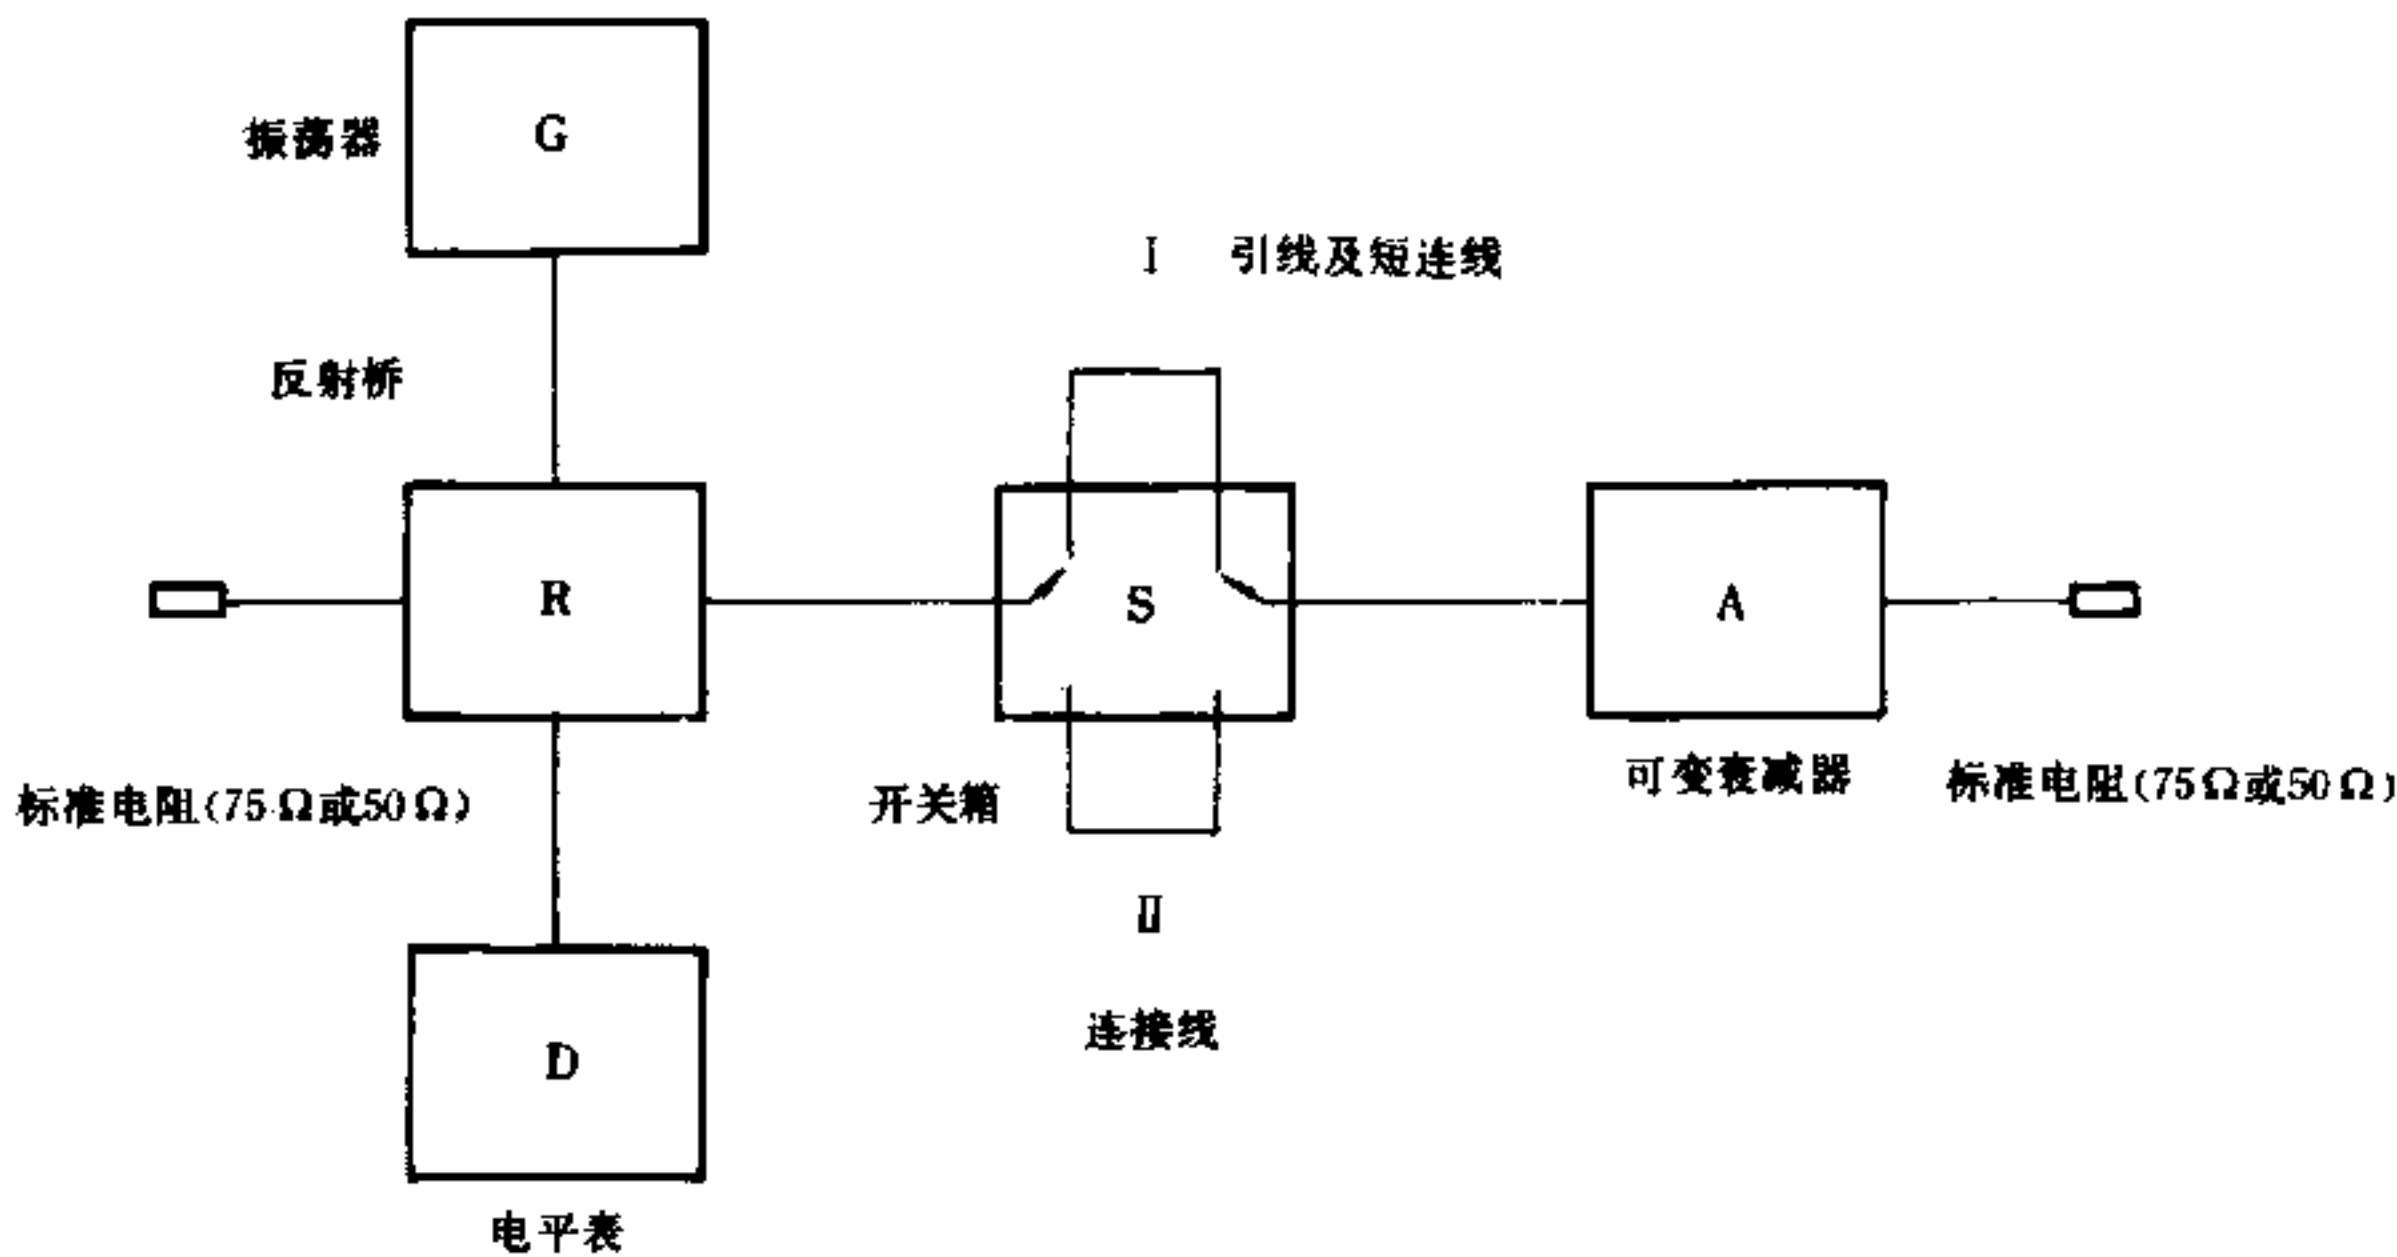 G
振荡器
Ⅰ 引线及短连线
反射桥
R
S
A
标准电阻(75Ω或50Ω)
开关箱
可变衰减器
标准电阻(75Ω或50Ω)
Ⅱ
连接线
D
电平表